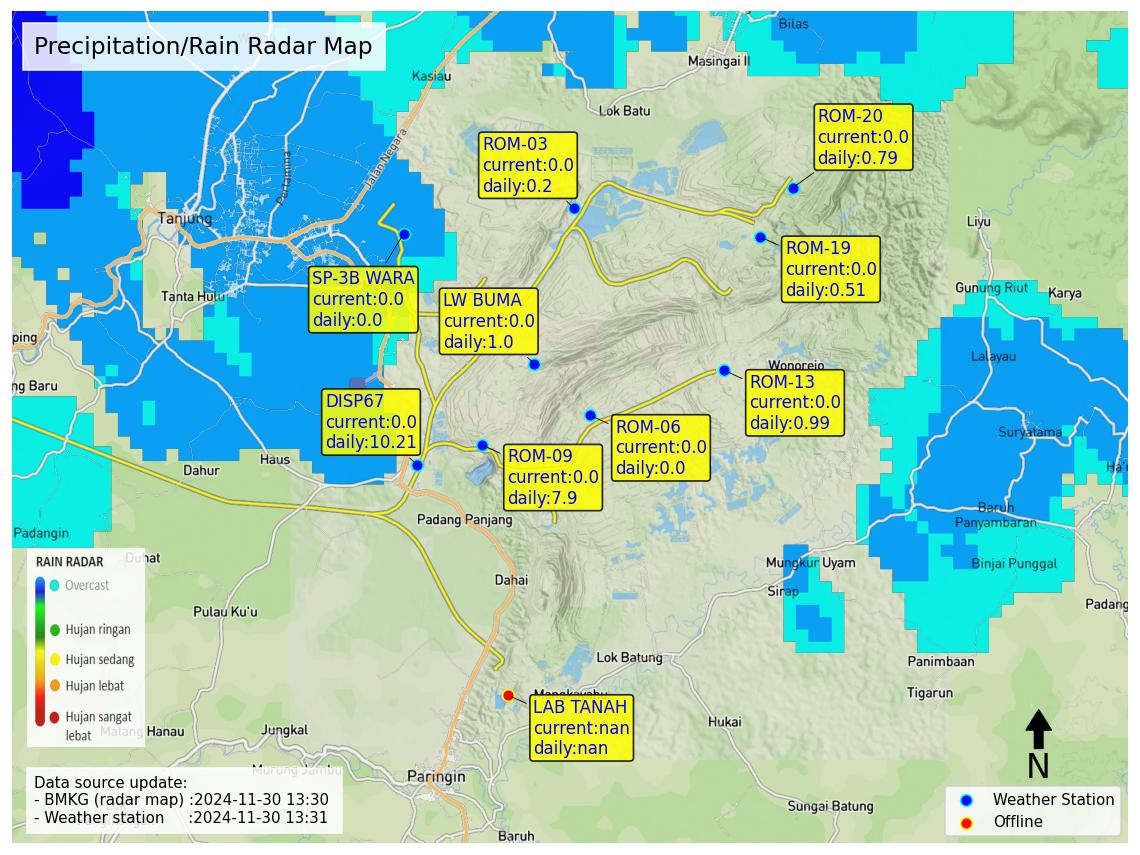 Precipitation/Rain Radar Map
Bilas
Masingai II
Kasiau
Lok Batu
ROM-20
current:0.0
daily:0.79
ROM-03
current:0.0
daily:0.2
Jalan Negara
Pertamina
Tanjung
Liyu
ROM-19
current:0.0
daily:0.51
SP-3B WARA
current:0.0
daily:0.0
Tanta Hulu
LW BUMA
current:0.0
daily:1.0
Gunung Riut
Karya
ping
Lalayau
Wonorejo
ng Baru
ROM-13
current:0.0
daily:0.99
DISP67
current:0.0
daily:10.21
ROM-06
current:0.0
daily:0.0
Suryatama
ROM-09
current:0.0
daily:7.9
Haus
Dahur
Ha'u
Baruh
Panyambaran
Padang Panjang
Padangin
Duhat
Mungkur Uyam
Binjai Punggal
RAIN RADAR
Overcast
Hujan ringan
Hujan sedang
Hujan lebat
Hujan sangat
lebat
Dahai
Sirap
Padang
Pulau Ku'u
Lok Batung
Panimbaan
Tigarun
Mangkayahu
LAB TANAH
current:nan
daily:nan
Hukai
Matang Hanau
Jungkal
Murung Jambu
Paringin
N
Data source update:
- BMKG (radar map) :2024-11-30 13:30
- Weather station :2024-11-30 13:31
Sungai Batung
Baruh
Weather Station
Offline